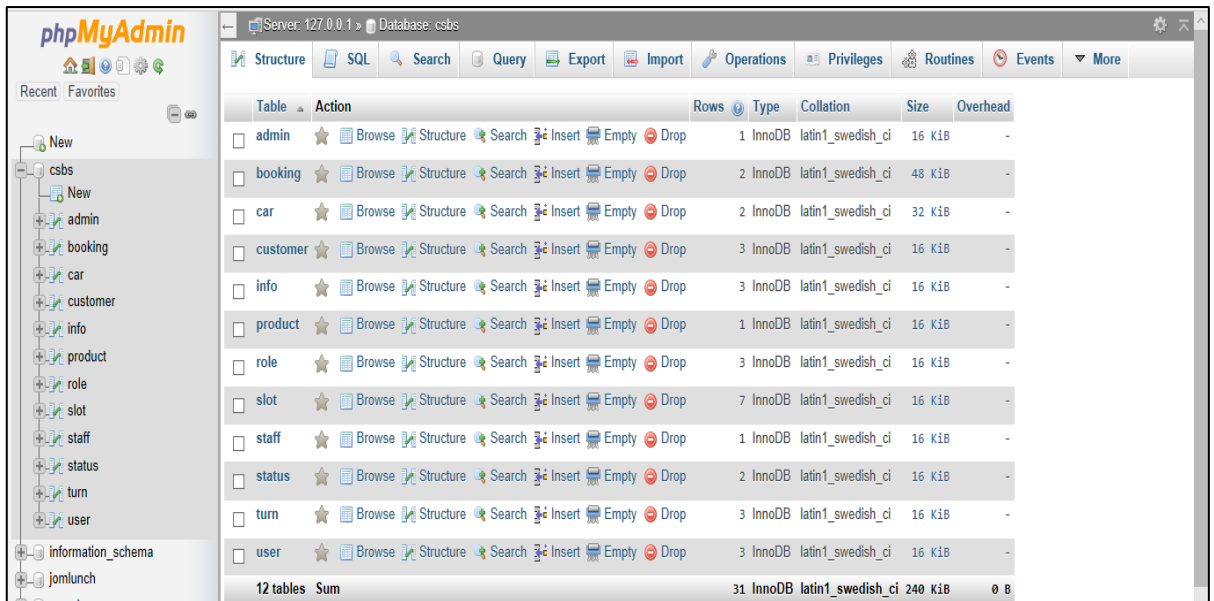 phpMyAdmin
Recent Favorites
New
csbs
New
admin
booking
car
customer
info
product
role
slot
staff
status
turn
user
information_schema
jomlunch
Server: 127.0.0.1 » Database: csbs
Structure SQL Search Query Export Import Operations Privileges Routines Events More
Table Action Rows Type Collation Size Overhead
admin Browse Structure Search Insert Empty Drop 1 InnoDB latin1_swedish_ci 16 KiB -
booking Browse Structure Search Insert Empty Drop 2 InnoDB latin1_swedish_ci 48 KiB -
car Browse Structure Search Insert Empty Drop 2 InnoDB latin1_swedish_ci 32 KiB -
customer Browse Structure Search Insert Empty Drop 3 InnoDB latin1_swedish_ci 16 KiB -
info Browse Structure Search Insert Empty Drop 3 InnoDB latin1_swedish_ci 16 KiB -
product Browse Structure Search Insert Empty Drop 1 InnoDB latin1_swedish_ci 16 KiB -
role Browse Structure Search Insert Empty Drop 3 InnoDB latin1_swedish_ci 16 KiB -
slot Browse Structure Search Insert Empty Drop 7 InnoDB latin1_swedish_ci 16 KiB -
staff Browse Structure Search Insert Empty Drop 1 InnoDB latin1_swedish_ci 16 KiB -
status Browse Structure Search Insert Empty Drop 2 InnoDB latin1_swedish_ci 16 KiB -
turn Browse Structure Search Insert Empty Drop 3 InnoDB latin1_swedish_ci 16 KiB -
user Browse Structure Search Insert Empty Drop 3 InnoDB latin1_swedish_ci 16 KiB -
12 tables Sum 31 InnoDB latin1_swedish_ci 240 KiB 0 B